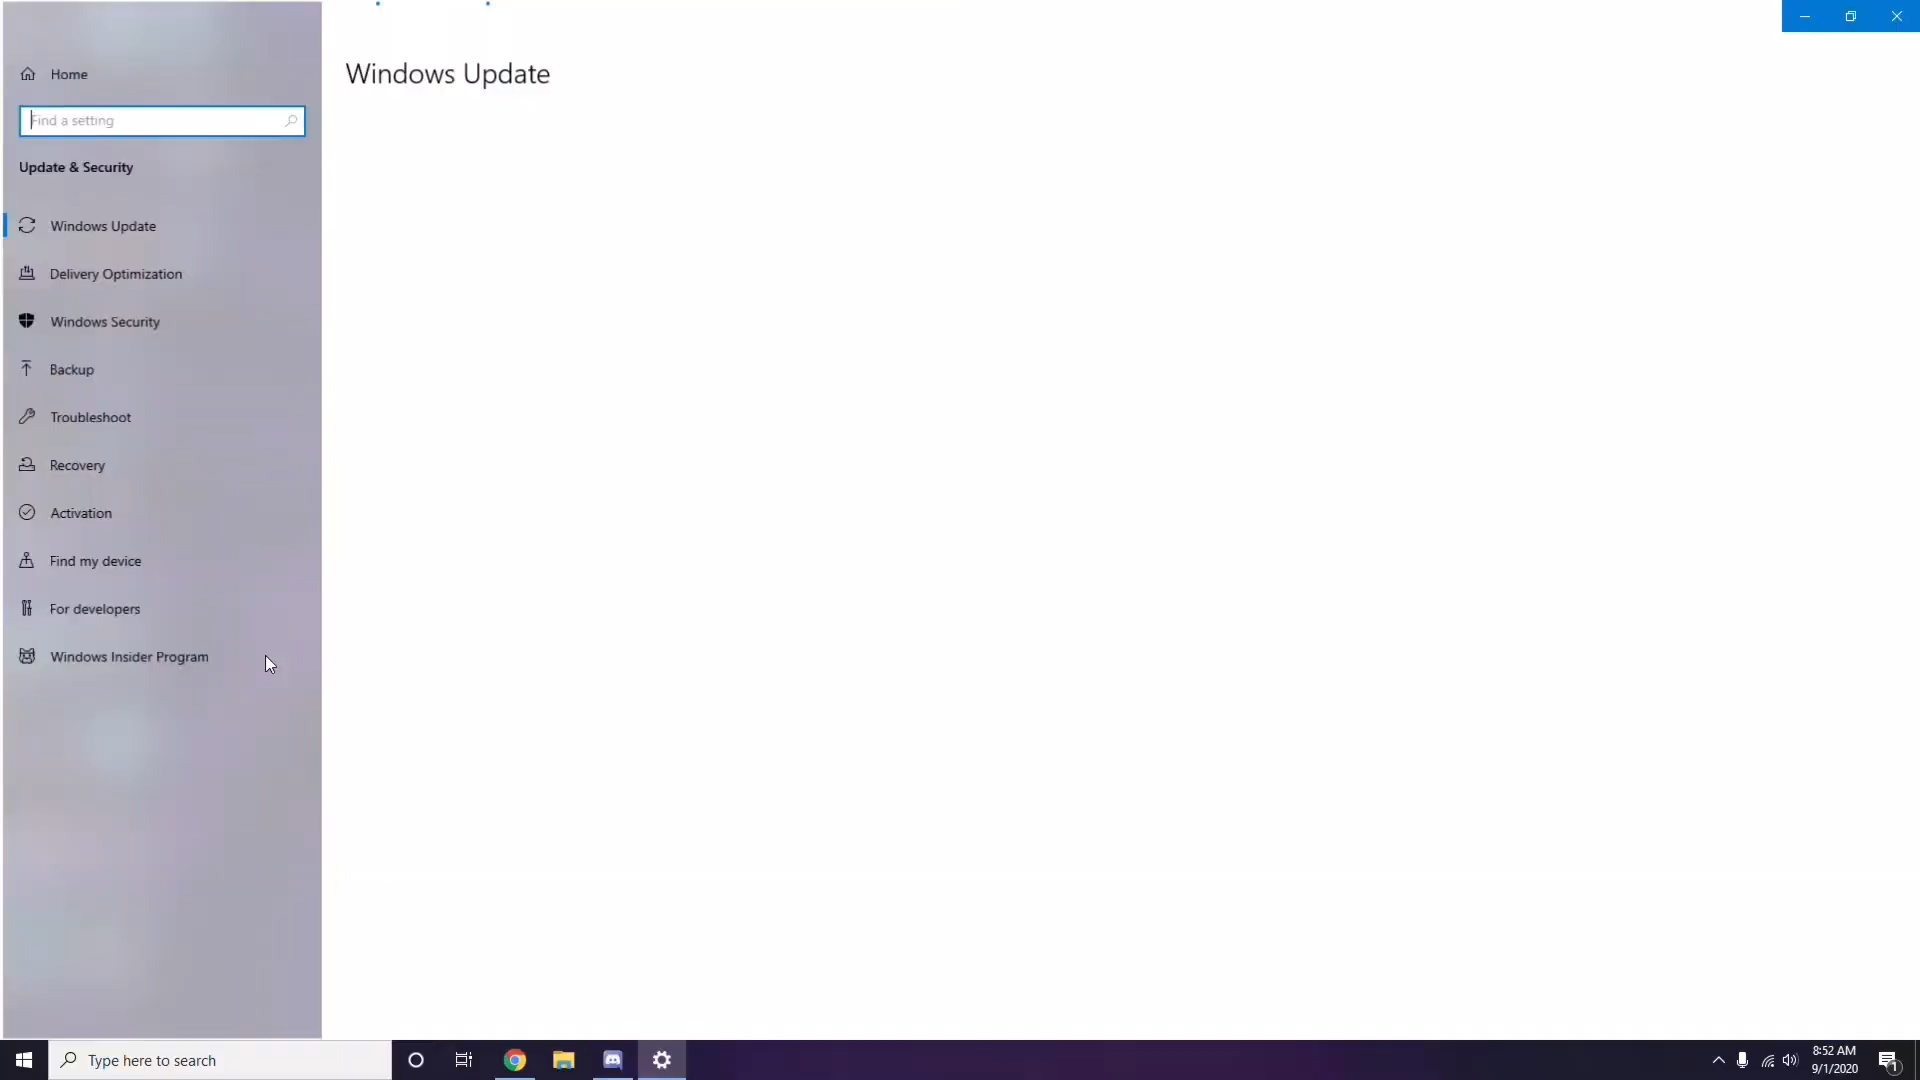 Home
Windows Update
Find a setting
Update & Security
Windows Update
Delivery Optimization
Windows Security
Backup
Troubleshoot
Recovery
Activation
Find my device
For developers
Windows Insider Program
Type here to search
8:52 AM
9/1/2020
1